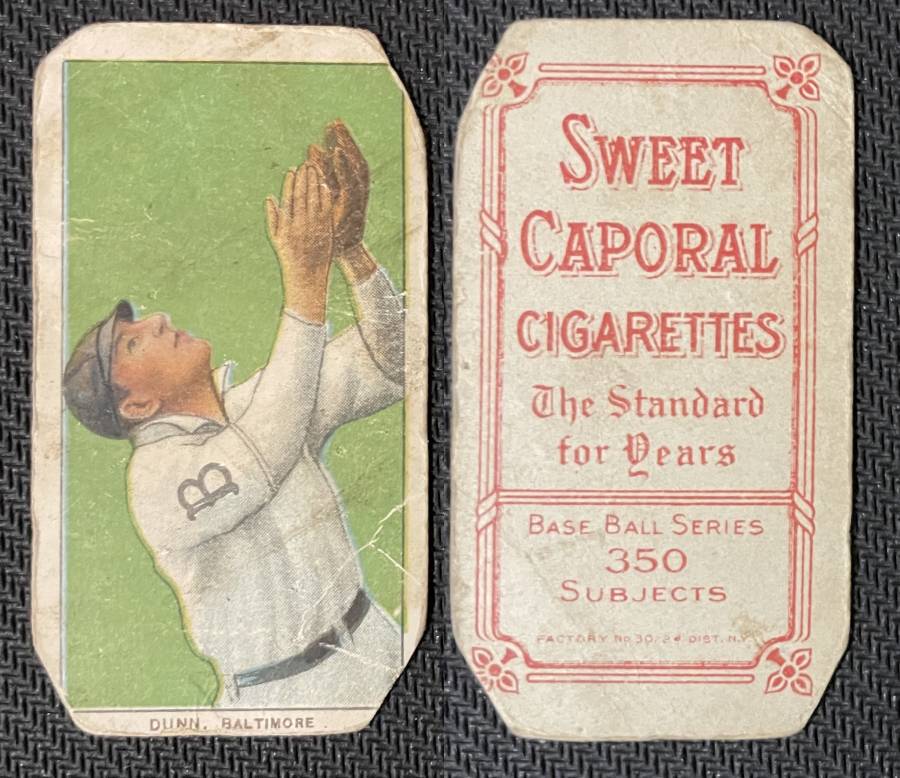 B
DUNN, BALTIMORE
SWEET
CAPORAL
CIGARETTES
The Standard
for Years
BASE BALL SERIES
350
SUBJECTS
FACTORY No 30, 2d DIST. N.Y.